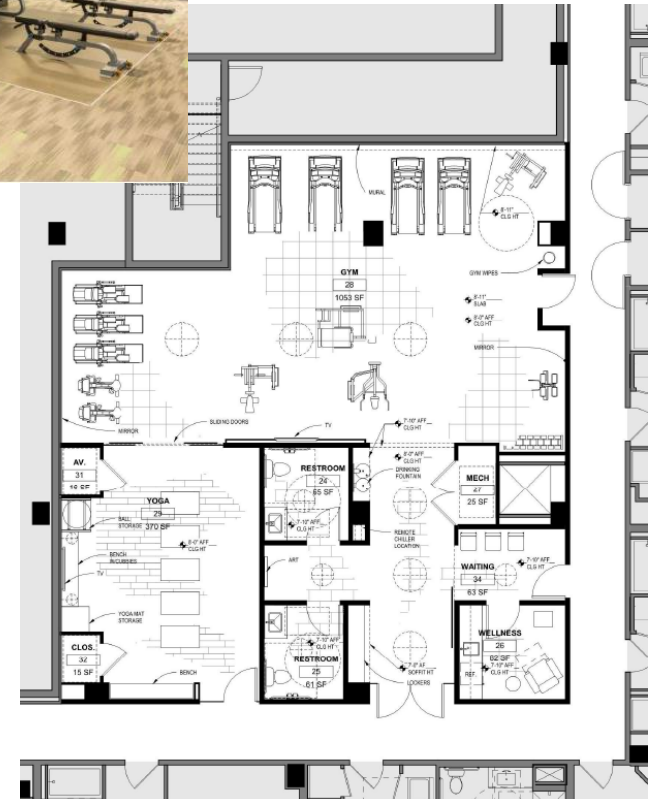 MURAL
8'-11"
CLG HT
GYM
28
1053 SF
GYM WIPES
8'-11"
SLAB
8'-0" AFF
CLG HT
MIRROR
SLIDING DOORS
TV
MIRROR
7'-10" AFF
CLG HT
AV.
31
16 SF
RESTROOM
24
65 SF
7'-10" AFF
CLG HT
8'-0" AFF
CLG HT
DRINKING
FOUNTAIN
MECH
27
25 SF
YOGA
29
370 SF
BALL
STORAGE
8'-0" AFF
CLG HT
BENCH
W/CUBBIES
TV
REMOTE
CHILLER
LOCATION
ART
WAITING
34
63 SF
7'-10" AFF
CLG HT
YOGA MAT
STORAGE
CLOS.
32
15 SF
BENCH
7'-10" AFF
CLG HT
RESTROOM
25
61 SF
7'-0" AF
SOFFIT HT
LOCKERS
WELLNESS
26
62 SF
7'-10" AFF
CLG HT
REF.